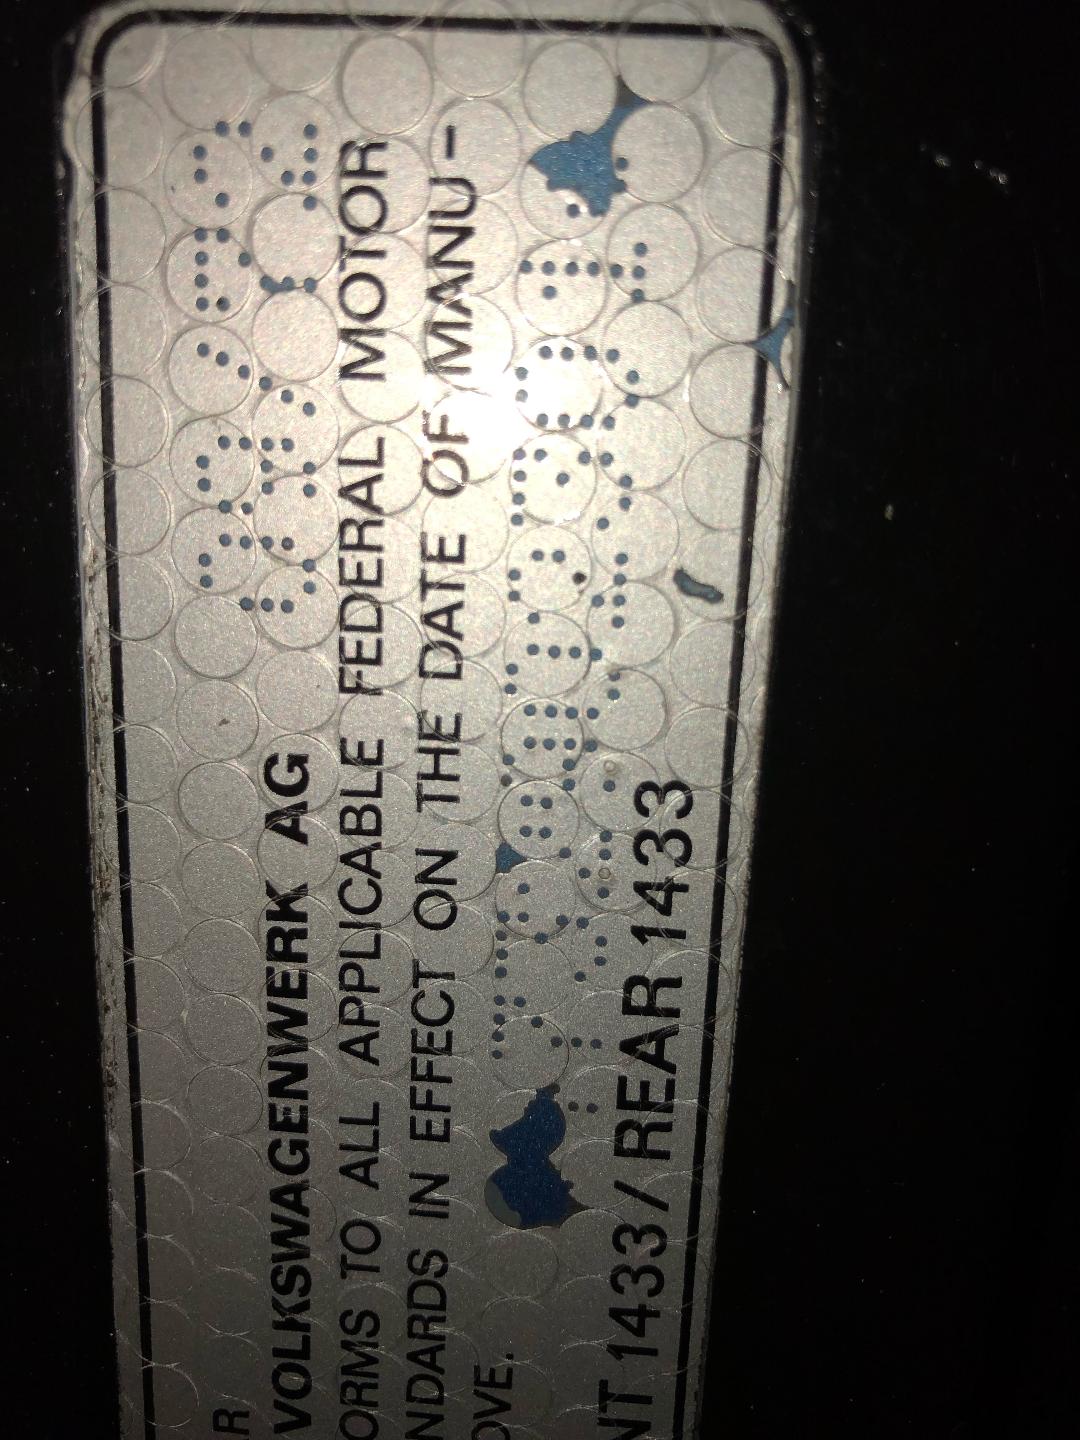 R
VOLKSWAGENWERK AG
ORMS TO ALL APPLICABLE FEDERAL MOTOR
NDARDS IN EFFECT ON THE DATE OF MANU-
OVE.
NT 1433 / REAR 1433